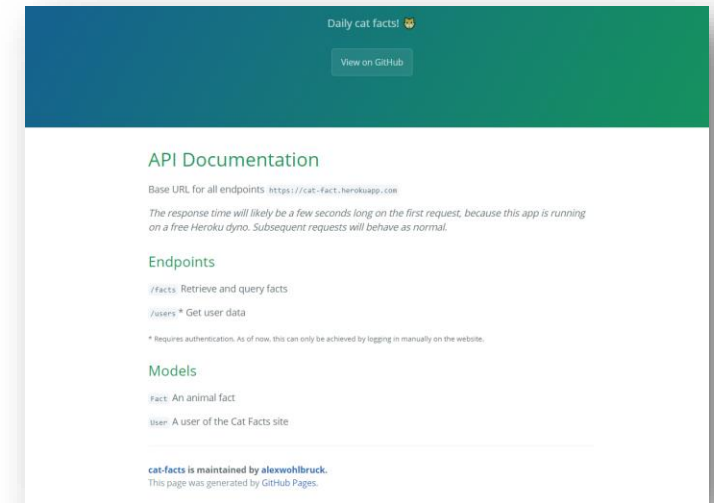 Daily cat facts! 🐱
View on GitHub
API Documentation
Base URL for all endpoints https://cat-fact.herokuapp.com
The response time will likely be a few seconds long on the first request, because this app is running
on a free Heroku dyno. Subsequent requests will behave as normal.
Endpoints
/facts Retrieve and query facts
/users * Get user data
* Requires authentication. As of now, this can only be achieved by logging in manually on the website.
Models
Fact An animal fact
User A user of the Cat Facts site
cat-facts is maintained by alexwohlbruck.
This page was generated by GitHub Pages.